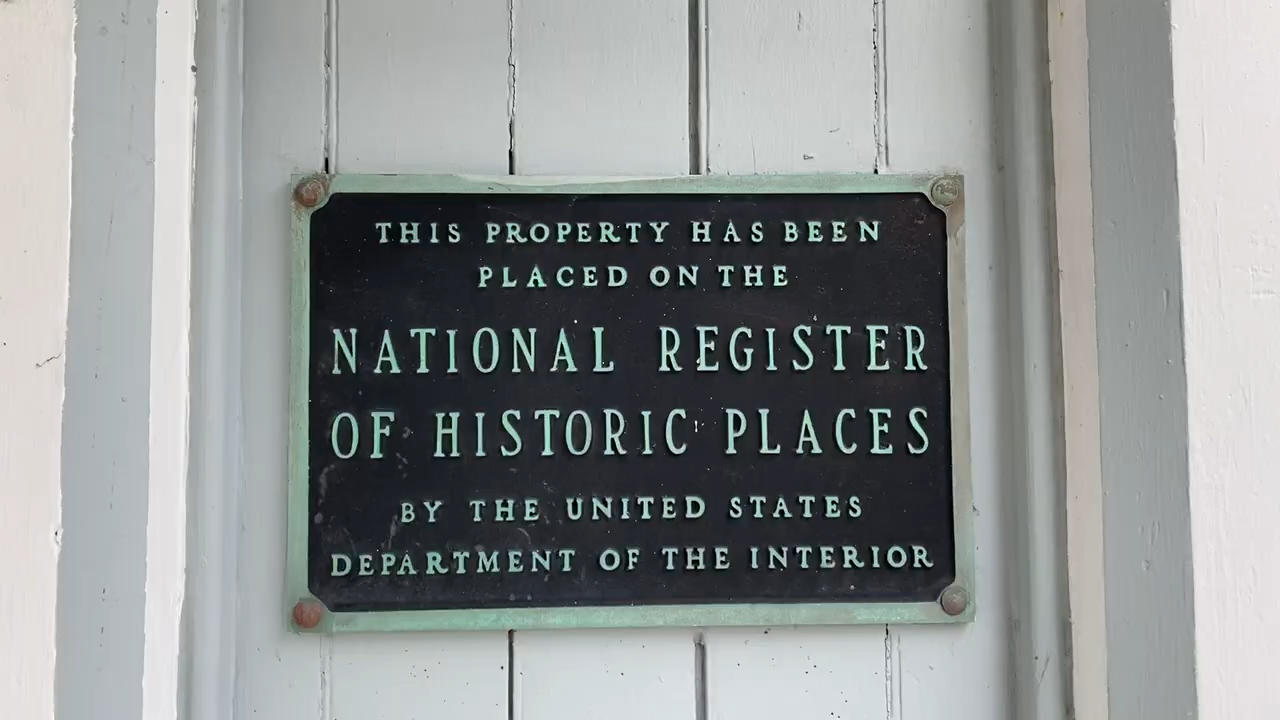 THIS PROPERTY HAS BEEN
PLACED ON THE
NATIONAL REGISTER
OF HISTORIC PLACES
BY THE UNITED STATES
DEPARTMENT OF THE INTERIOR